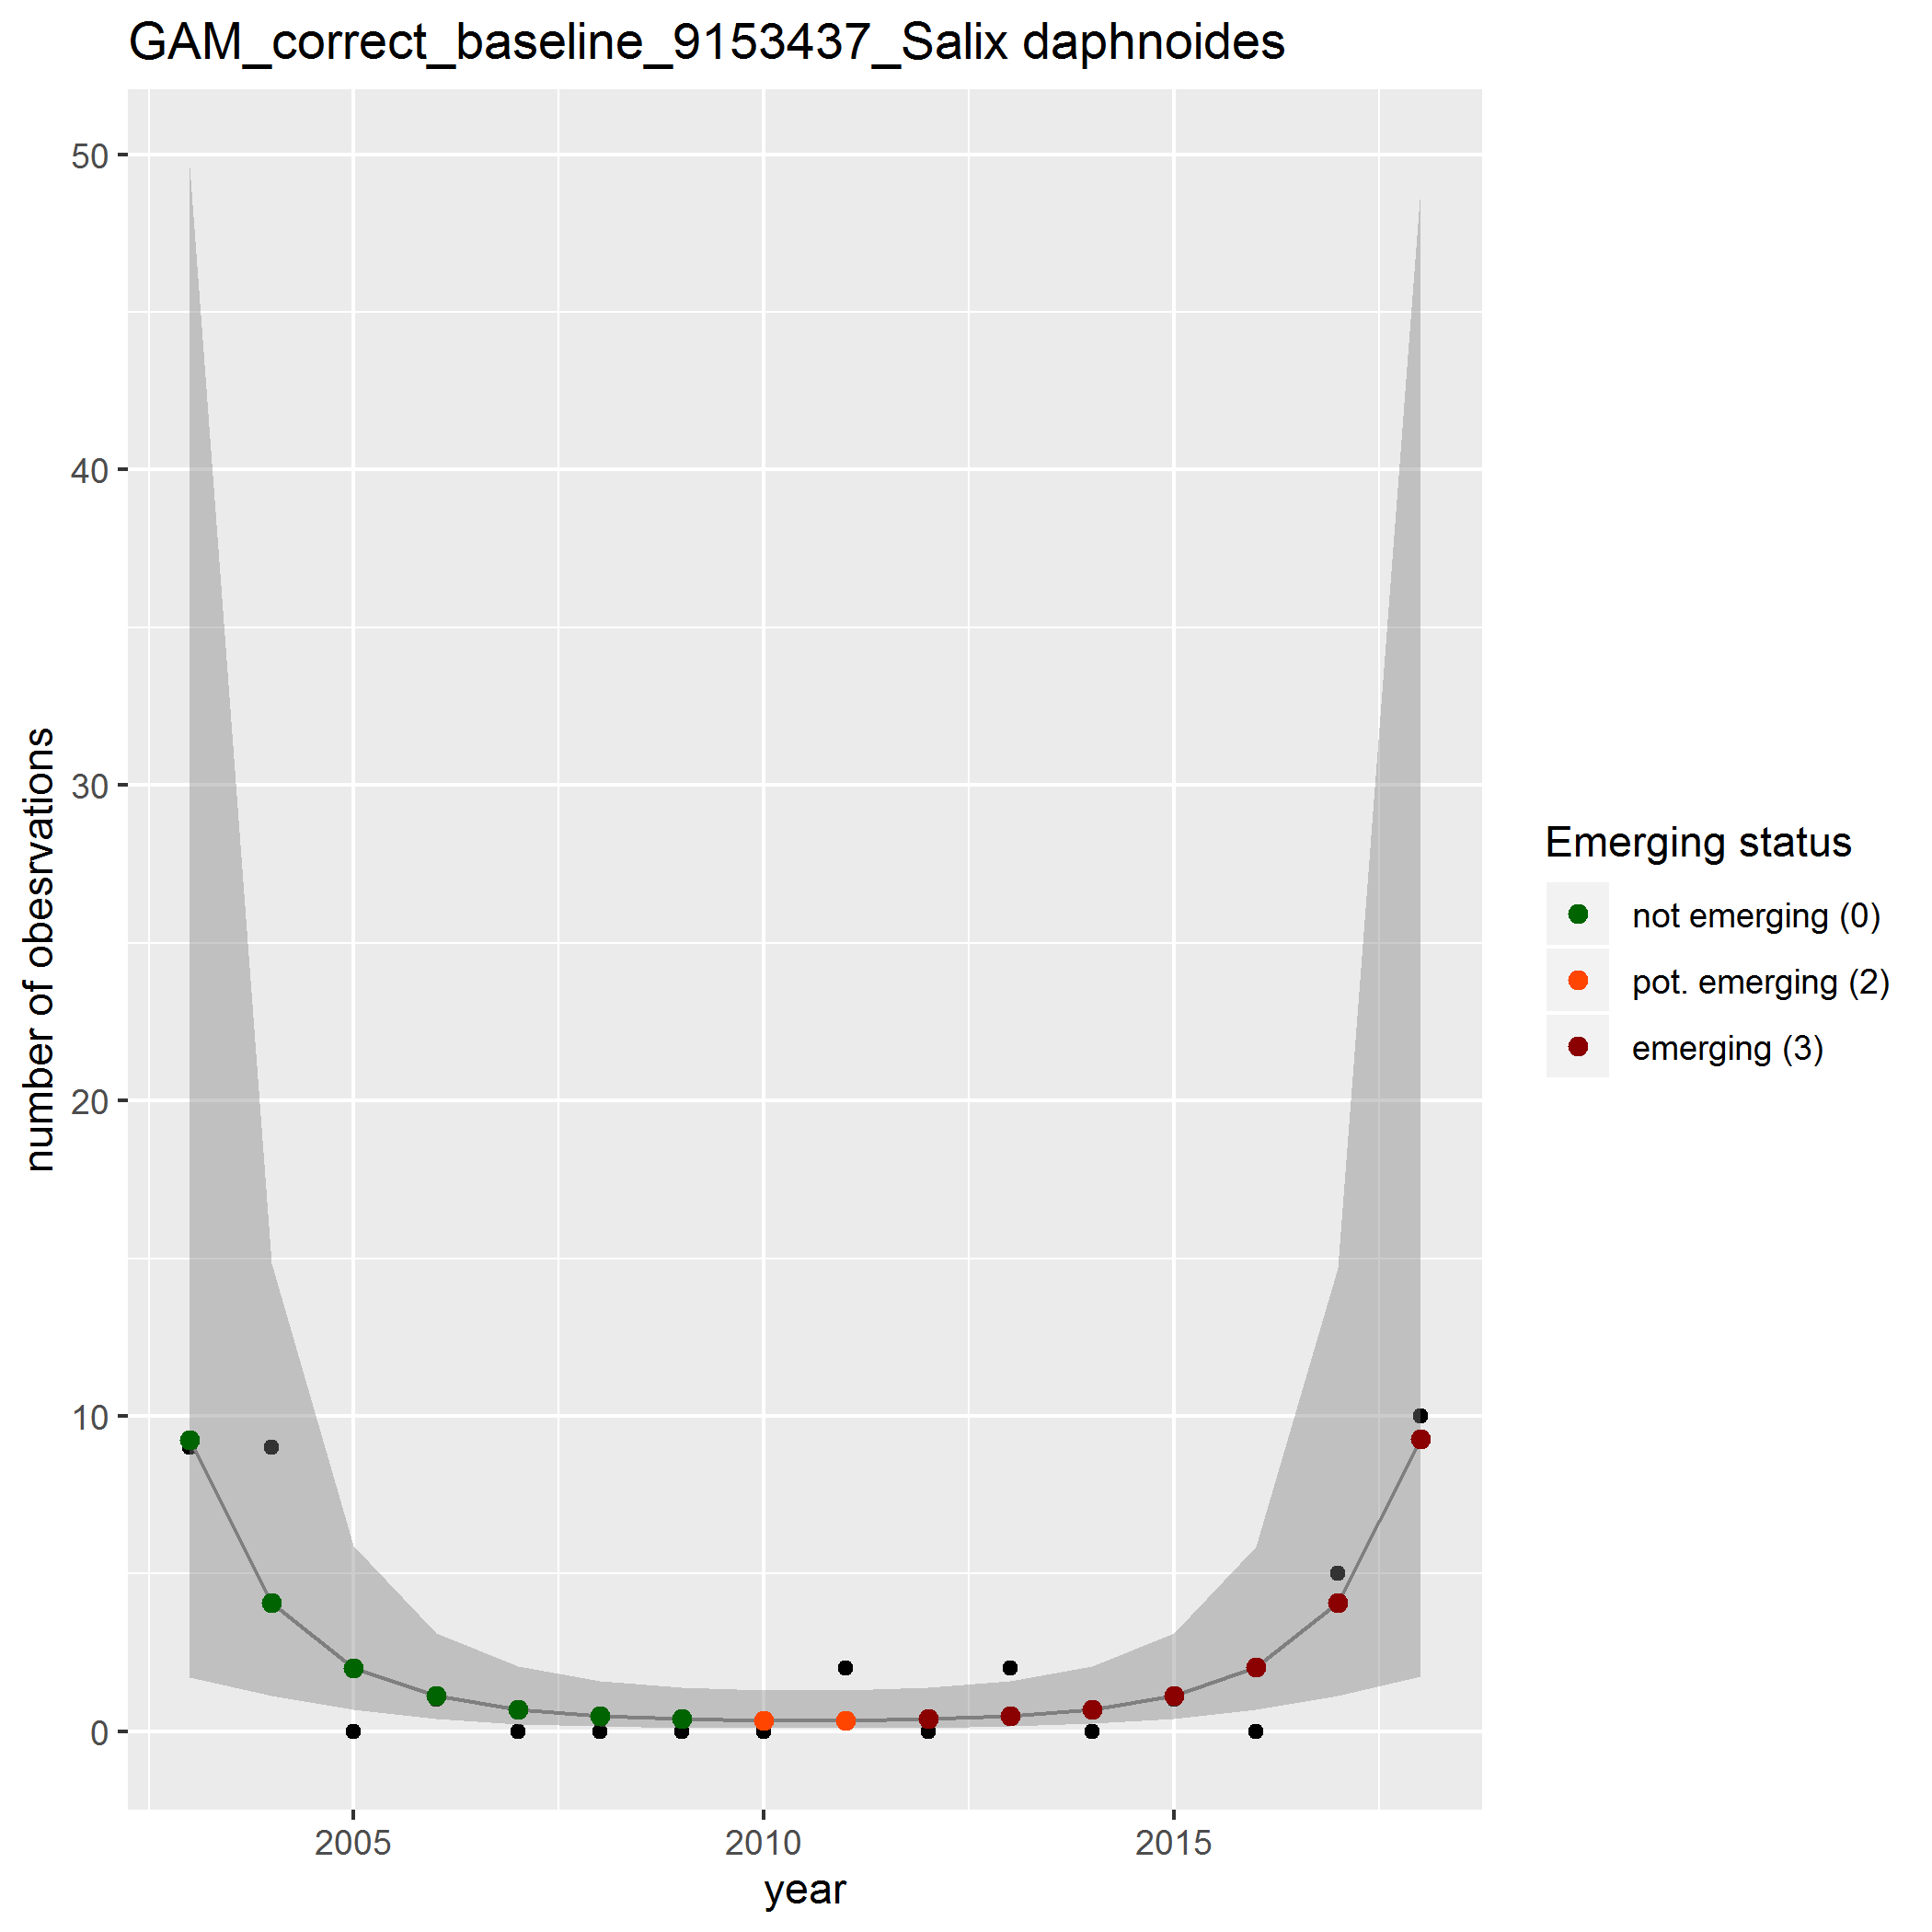 GAM_correct_baseline_9153437_Salix daphnoides
50
40
30
20
10
0
number of obesrvations
2005
2010
2015
year
Emerging status
not emerging (0)
pot. emerging (2)
emerging (3)